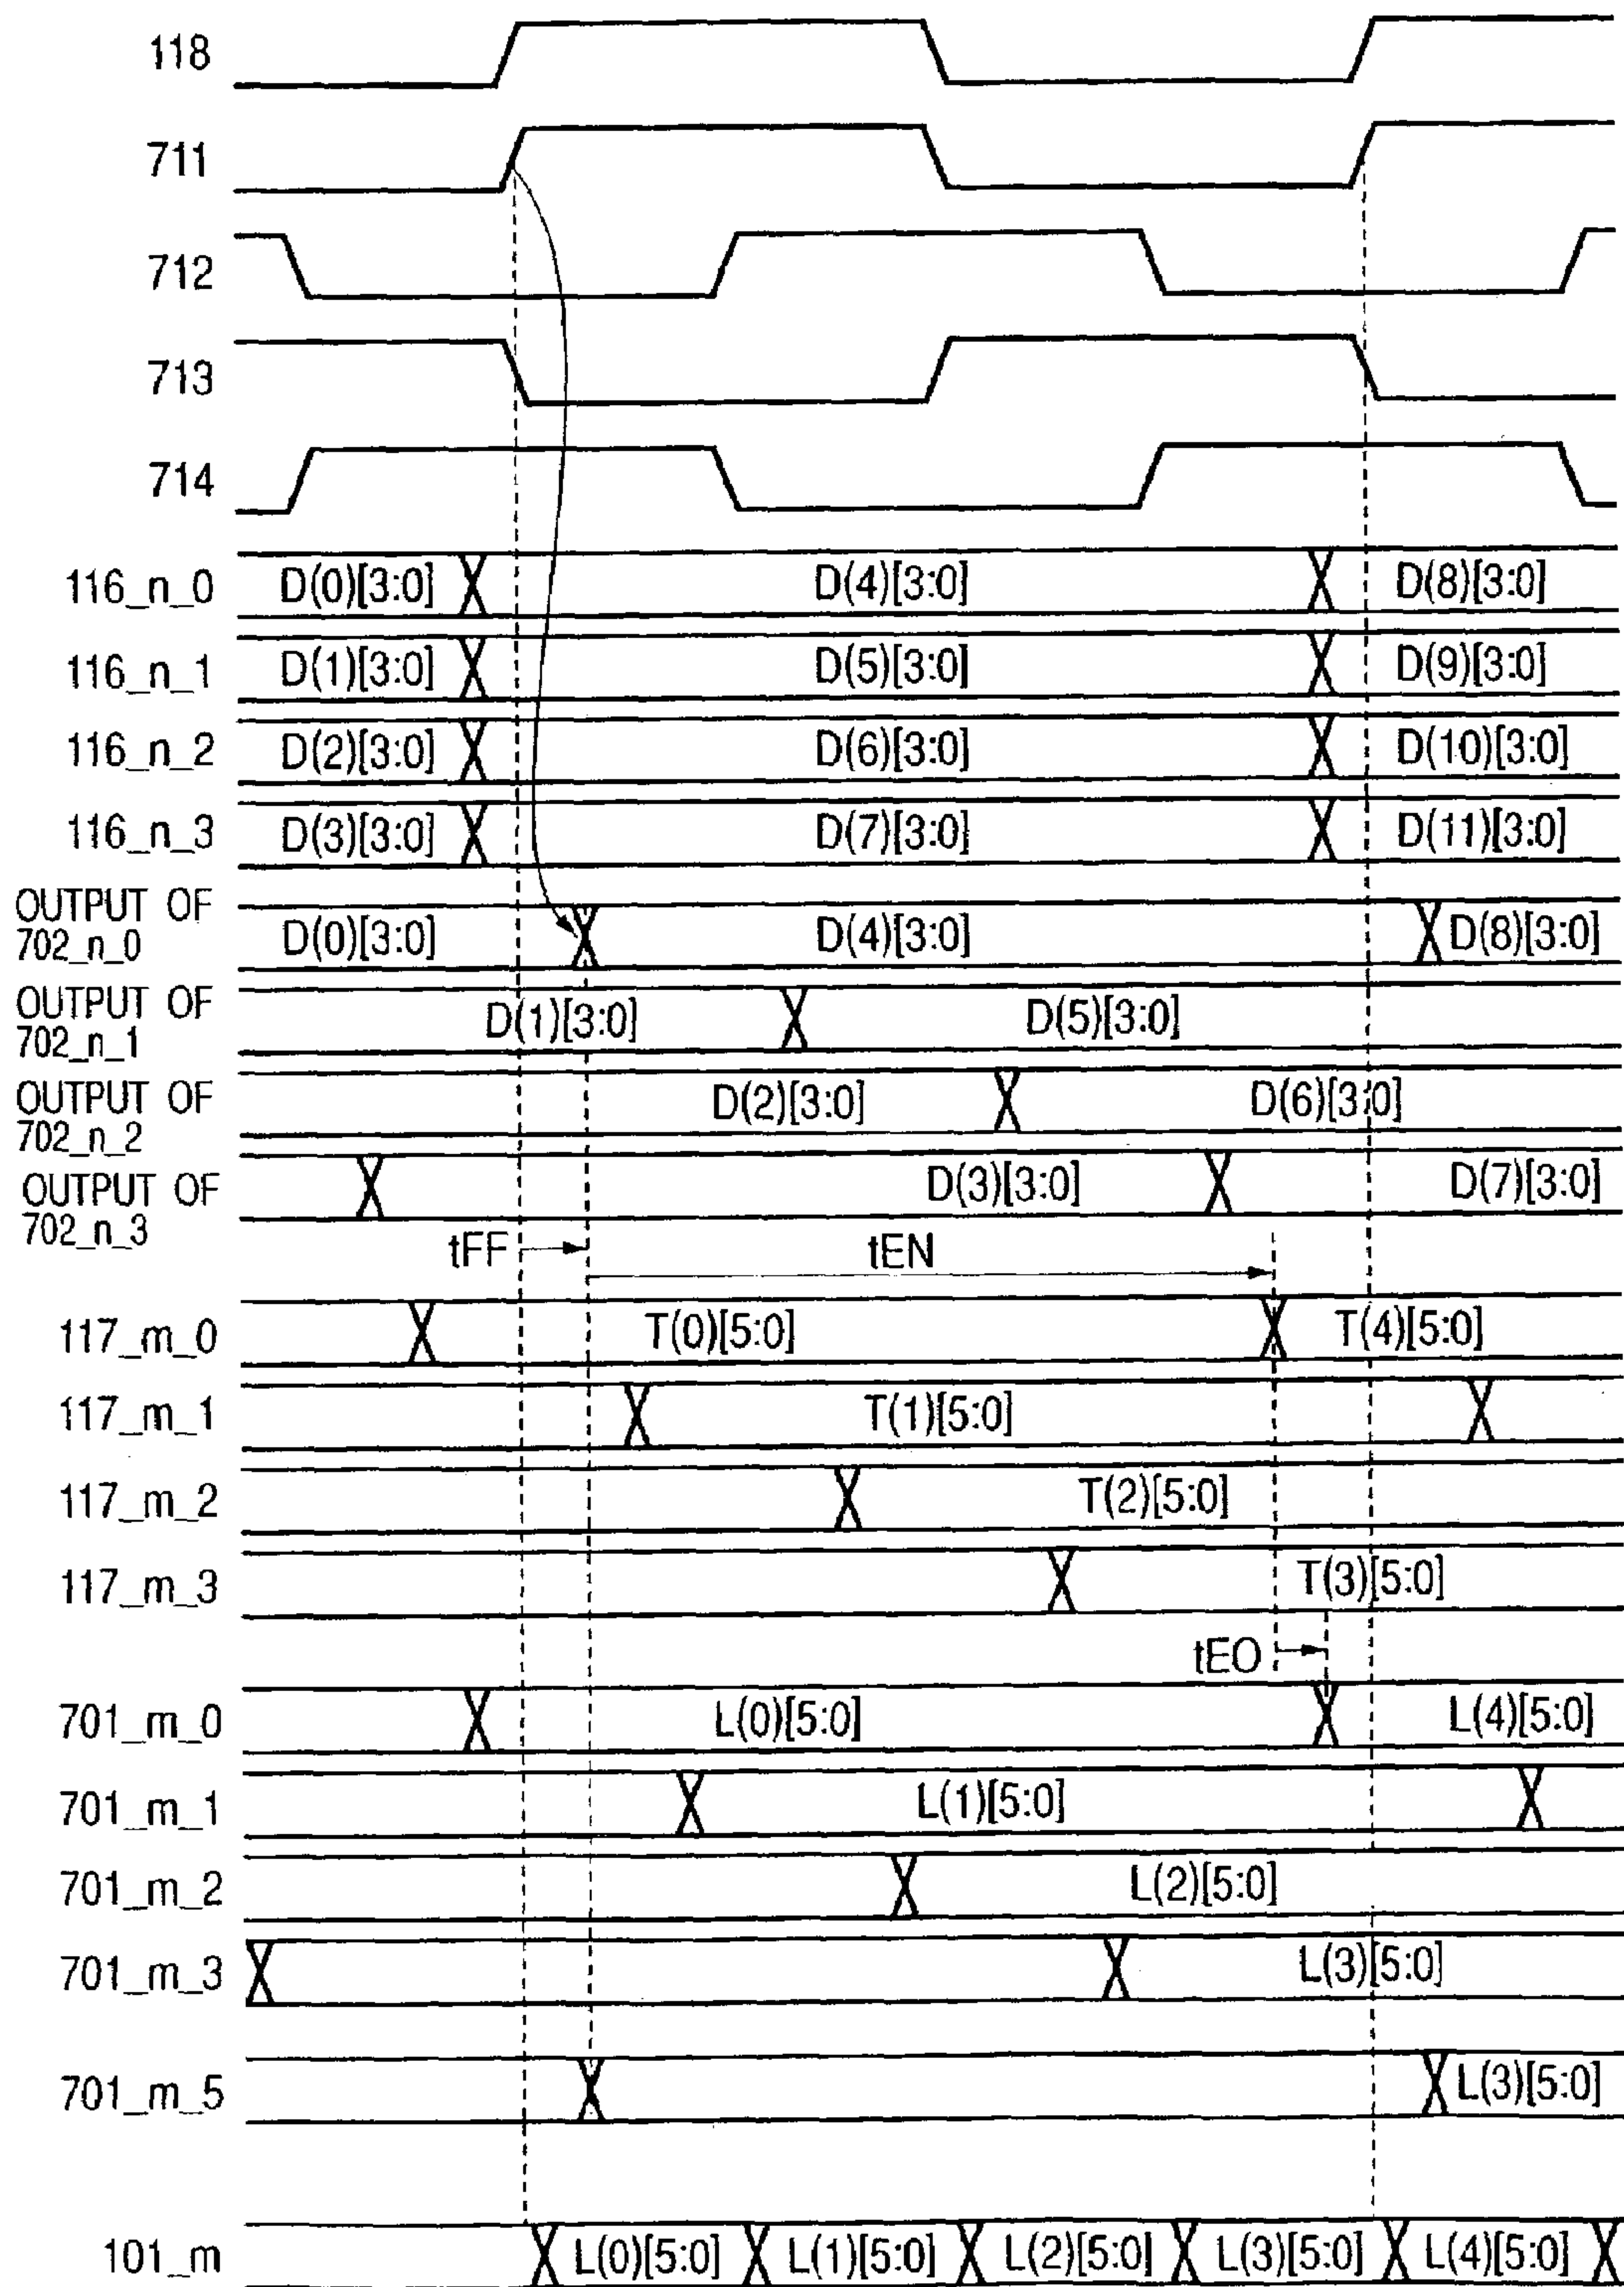 118
711
712
713
714
116_n_0 D(0)[3:0] D(4)[3:0] D(8)[3:0]
116_n_1 D(1)[3:0] D(5)[3:0] D(9)[3:0]
116_n_2 D(2)[3:0] D(6)[3:0] D(10)[3:0]
116_n_3 D(3)[3:0] D(7)[3:0] D(11)[3:0]
OUTPUT OF
702_n_0 D(0)[3:0] D(4)[3:0] D(8)[3:0]
OUTPUT OF
702_n_1 D(1)[3:0] D(5)[3:0]
OUTPUT OF
702_n_2 D(2)[3:0] D(6)[3:0]
OUTPUT OF
702_n_3 D(3)[3:0] D(7)[3:0]
tFF tEN
117_m_0 T(0)[5:0] T(4)[5:0]
117_m_1 T(1)[5:0]
117_m_2 T(2)[5:0]
117_m_3 T(3)[5:0]
tEO
701_m_0 L(0)[5:0] L(4)[5:0]
701_m_1 L(1)[5:0]
701_m_2 L(2)[5:0]
701_m_3 L(3)[5:0]
701_m_5 L(3)[5:0]
101_m L(0)[5:0] L(1)[5:0] L(2)[5:0] L(3)[5:0] L(4)[5:0]